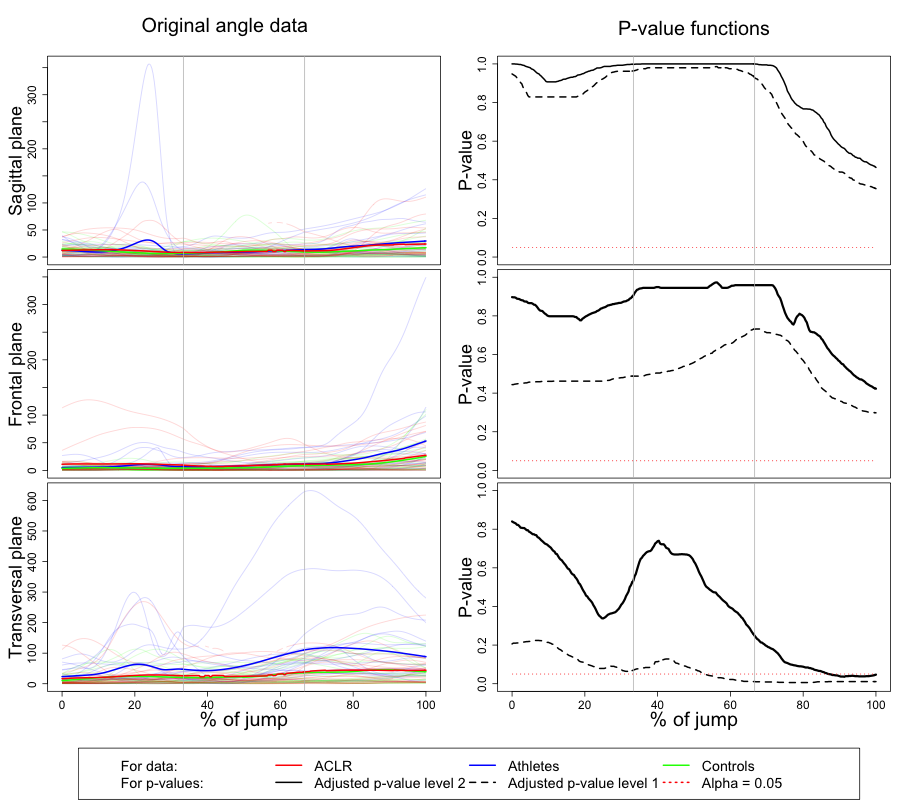 Original angle data
P-value functions
Sagittal plane
0 50 100 200 300
P-value
0.0 0.2 0.4 0.6 0.8 1.0
Frontal plane
0 50 100 200 300
P-value
0.0 0.2 0.4 0.6 0.8 1.0
Transversal plane
0 100 200 300 400 500 600
P-value
0.0 0.2 0.4 0.6 0.8 1.0
0 20 40 60 80 100
0 20 40 60 80 100
% of jump
% of jump
For data: ACLR Athletes Controls
For p-values: Adjusted p-value level 2 Adjusted p-value level 1 Alpha = 0.05